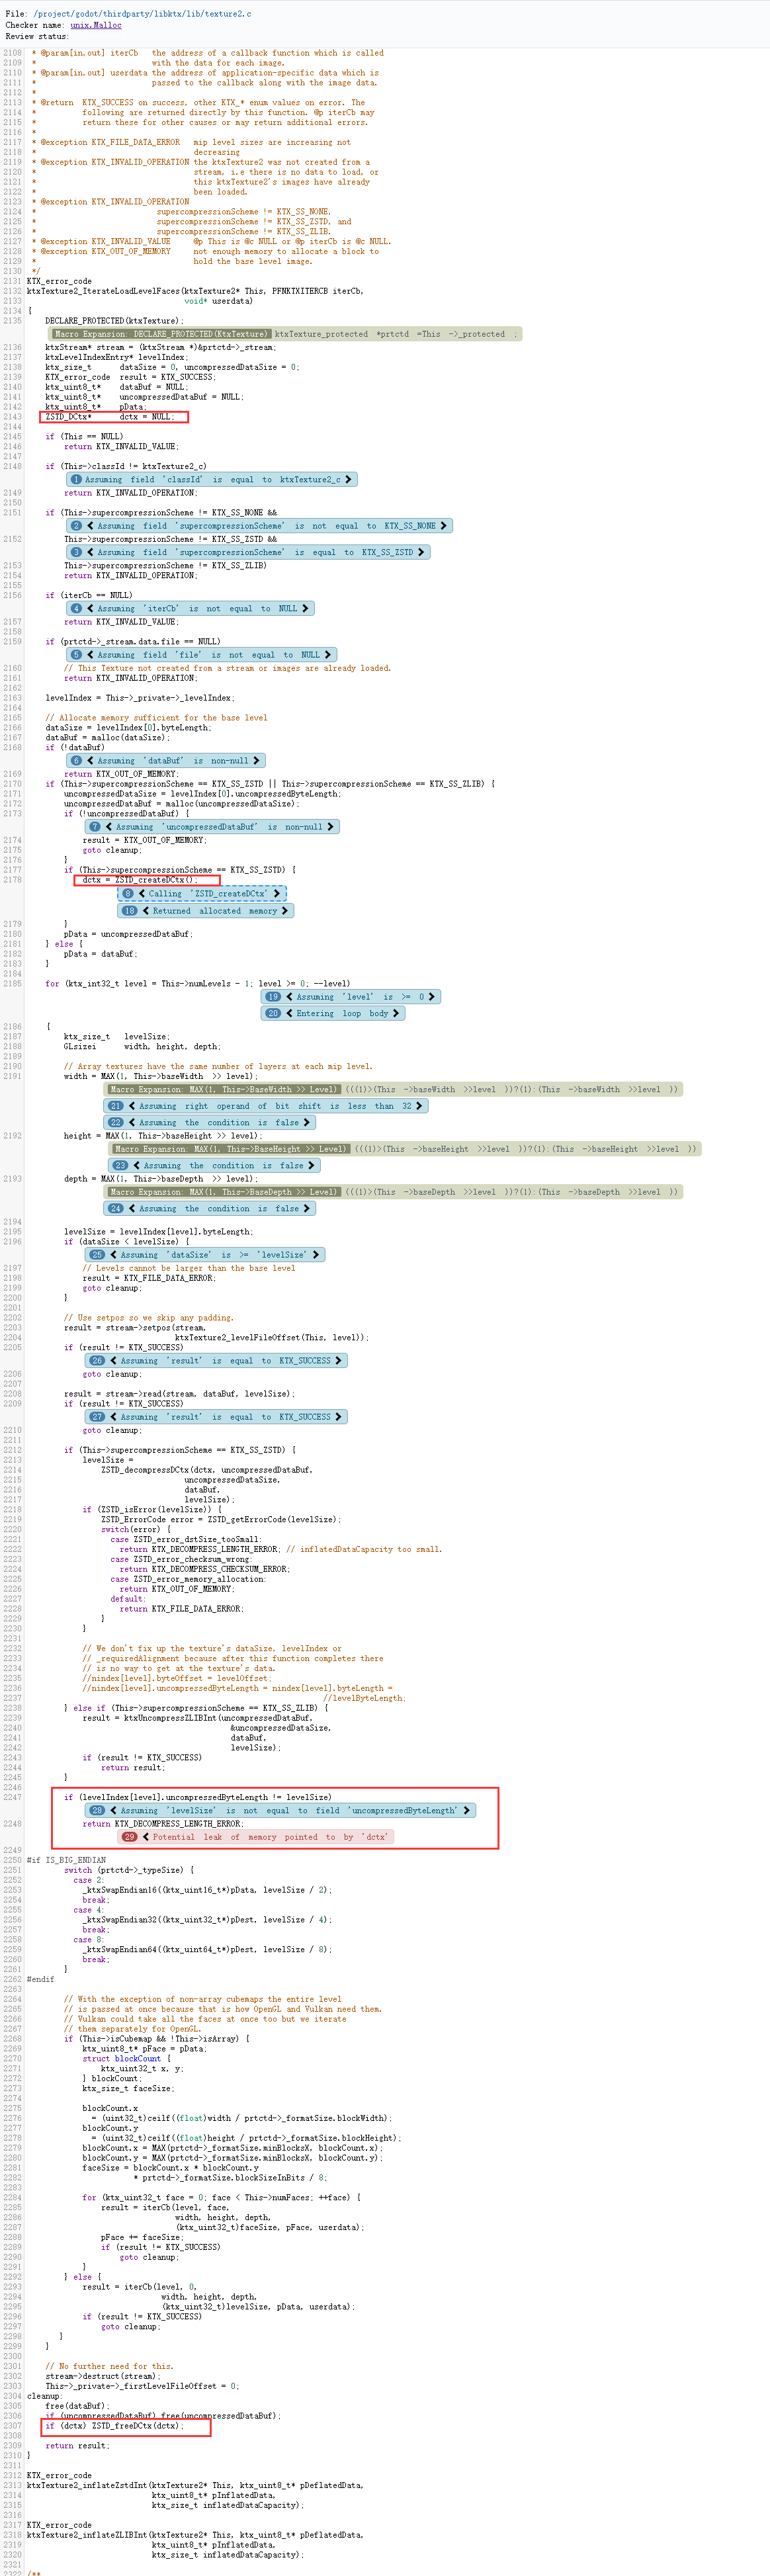 File: /project/godot/thirdparty/libktx/lib/texture2.c
Checker name: unix.Malloc
Review status:
2108 * @param[in,out] iterCb   the address of a callback function which is called
2109 *                         with the data for each image.
2110 * @param[in,out] userdata the address of application-specific data which is
2111 *                         passed to the callback along with the image data.
2112 *
2113 * @return  KTX_SUCCESS on success, other KTX_* enum values on error. The
2114 *          following are returned directly by this function. @p iterCb may
2115 *          return these for other causes or may return additional errors.
2116 *
2117 * @exception KTX_FILE_DATA_ERROR   mip level sizes are increasing not
2118 *                                  decreasing
2119 * @exception KTX_INVALID_OPERATION the ktxTexture2 was not created from a
2120 *                                  stream, i.e there is no data to load, or
2121 *                                  this ktxTexture2's images have already
2122 *                                  been loaded.
2123 * @exception KTX_INVALID_OPERATION
2124 *                          supercompressionScheme != KTX_SS_NONE,
2125 *                          supercompressionScheme != KTX_SS_ZSTD, and
2126 *                          supercompressionScheme != KTX_SS_ZLIB.
2127 * @exception KTX_INVALID_VALUE     @p This is @c NULL or @p iterCb is @c NULL.
2128 * @exception KTX_OUT_OF_MEMORY     not enough memory to allocate a block to
2129 *                                  hold the base level image.
2130 */
2131 KTX_error_code
2132 ktxTexture2_IterateLoadLevelFaces(ktxTexture2* This, PFNKTXITERCB iterCb,
2133                                   void* userdata)
2134 {
2135     DECLARE_PROTECTED(ktxTexture);
Macro Expansion: DECLARE_PROTECTED(KtxTexture) ktxTexture_protected *prtctd =This ->_protected ;
2136     ktxStream* stream = (ktxStream *)&prtctd->_stream;
2137     ktxLevelIndexEntry* levelIndex;
2138     ktx_size_t      dataSize = 0, uncompressedDataSize = 0;
2139     KTX_error_code  result = KTX_SUCCESS;
2140     ktx_uint8_t*    dataBuf = NULL;
2141     ktx_uint8_t*    uncompressedDataBuf = NULL;
2142     ktx_uint8_t*    pData;
2143     ZSTD_DCtx*      dctx = NULL;
2144
2145     if (This == NULL)
2146         return KTX_INVALID_VALUE;
2147
2148     if (This->classId != ktxTexture2_c)
1 Assuming field 'classId' is equal to ktxTexture2_c >
2149         return KTX_INVALID_OPERATION;
2150
2151     if (This->supercompressionScheme != KTX_SS_NONE &&
2 < Assuming field 'supercompressionScheme' is not equal to KTX_SS_NONE >
2152         This->supercompressionScheme != KTX_SS_ZSTD &&
3 < Assuming field 'supercompressionScheme' is equal to KTX_SS_ZSTD >
2153         This->supercompressionScheme != KTX_SS_ZLIB)
2154         return KTX_INVALID_OPERATION;
2155
2156     if (iterCb == NULL)
4 < Assuming 'iterCb' is not equal to NULL >
2157         return KTX_INVALID_VALUE;
2158
2159     if (prtctd->_stream.data.file == NULL)
5 < Assuming field 'file' is not equal to NULL >
2160         // This Texture not created from a stream or images are already loaded.
2161         return KTX_INVALID_OPERATION;
2162
2163     levelIndex = This->_private->_levelIndex;
2164
2165     // Allocate memory sufficient for the base level
2166     dataSize = levelIndex[0].byteLength;
2167     dataBuf = malloc(dataSize);
2168     if (!dataBuf)
6 < Assuming 'dataBuf' is non-null >
2169         return KTX_OUT_OF_MEMORY;
2170     if (This->supercompressionScheme == KTX_SS_ZSTD || This->supercompressionScheme == KTX_SS_ZLIB) {
2171         uncompressedDataSize = levelIndex[0].uncompressedByteLength;
2172         uncompressedDataBuf = malloc(uncompressedDataSize);
2173         if (!uncompressedDataBuf) {
7 < Assuming 'uncompressedDataBuf' is non-null >
2174             result = KTX_OUT_OF_MEMORY;
2175             goto cleanup;
2176         }
2177         if (This->supercompressionScheme == KTX_SS_ZSTD) {
2178             dctx = ZSTD_createDCtx();
8 < Calling 'ZSTD_createDCtx' >
18 < Returned allocated memory >
2179         }
2180         pData = uncompressedDataBuf;
2181     } else {
2182         pData = dataBuf;
2183     }
2184
2185     for (ktx_int32_t level = This->numLevels - 1; level >= 0; --level)
19 < Assuming 'level' is >= 0 >
20 < Entering loop body >
2186     {
2187         ktx_size_t   levelSize;
2188         GLsizei      width, height, depth;
2189
2190         // Array textures have the same number of layers at each mip level.
2191         width = MAX(1, This->baseWidth  >> level);
Macro Expansion: MAX(1, This->BaseWidth >> Level) (((1)>(This ->baseWidth >>level ))?(1):(This ->baseWidth >>level ))
21 < Assuming right operand of bit shift is less than 32 >
22 < Assuming the condition is false >
2192         height = MAX(1, This->baseHeight >> level);
Macro Expansion: MAX(1, This->BaseHeight >> Level) (((1)>(This ->baseHeight >>level ))?(1):(This ->baseHeight >>level ))
23 < Assuming the condition is false >
2193         depth = MAX(1, This->baseDepth  >> level);
Macro Expansion: MAX(1, This->BaseDepth >> Level) (((1)>(This ->baseDepth >>level ))?(1):(This ->baseDepth >>level ))
24 < Assuming the condition is false >
2194
2195         levelSize = levelIndex[level].byteLength;
2196         if (dataSize < levelSize) {
25 < Assuming 'dataSize' is >= 'levelSize' >
2197             // Levels cannot be larger than the base level
2198             result = KTX_FILE_DATA_ERROR;
2199             goto cleanup;
2200         }
2201
2202         // Use setpos so we skip any padding.
2203         result = stream->setpos(stream,
2204                                 ktxTexture2_levelFileOffset(This, level));
2205         if (result != KTX_SUCCESS)
26 < Assuming 'result' is equal to KTX_SUCCESS >
2206             goto cleanup;
2207
2208         result = stream->read(stream, dataBuf, levelSize);
2209         if (result != KTX_SUCCESS)
27 < Assuming 'result' is equal to KTX_SUCCESS >
2210             goto cleanup;
2211
2212         if (This->supercompressionScheme == KTX_SS_ZSTD) {
2213             levelSize =
2214                 ZSTD_decompressDCtx(dctx, uncompressedDataBuf,
2215                                   uncompressedDataSize,
2216                                   dataBuf,
2217                                   levelSize);
2218             if (ZSTD_isError(levelSize)) {
2219                 ZSTD_ErrorCode error = ZSTD_getErrorCode(levelSize);
2220                 switch(error) {
2221                   case ZSTD_error_dstSize_tooSmall:
2222                     return KTX_DECOMPRESS_LENGTH_ERROR; // inflatedDataCapacity too small.
2223                   case ZSTD_error_checksum_wrong:
2224                     return KTX_DECOMPRESS_CHECKSUM_ERROR;
2225                   case ZSTD_error_memory_allocation:
2226                     return KTX_OUT_OF_MEMORY;
2227                   default:
2228                     return KTX_FILE_DATA_ERROR;
2229                 }
2230             }
2231
2232             // We don't fix up the texture's dataSize, levelIndex or
2233             // _requiredAlignment because after this function completes there
2234             // is no way to get at the texture's data.
2235             //nindex[level].byteOffset = levelOffset;
2236             //nindex[level].uncompressedByteLength = nindex[level].byteLength =
2237                                                                 //levelByteLength;
2238         } else if (This->supercompressionScheme == KTX_SS_ZLIB) {
2239             result = ktxUncompressZLIBInt(uncompressedDataBuf,
2240                                             &uncompressedDataSize,
2241                                             dataBuf,
2242                                             levelSize);
2243             if (result != KTX_SUCCESS)
2244                 return result;
2245         }
2246
2247         if (levelIndex[level].uncompressedByteLength != levelSize)
28 < Assuming 'levelSize' is not equal to field 'uncompressedByteLength' >
2248             return KTX_DECOMPRESS_LENGTH_ERROR;
29 < Potential leak of memory pointed to by 'dctx'
2249
2250 #if IS_BIG_ENDIAN
2251         switch (prtctd->_typeSize) {
2252           case 2:
2253             _ktxSwapEndian16((ktx_uint16_t*)pData, levelSize / 2);
2254             break;
2255           case 4:
2256             _ktxSwapEndian32((ktx_uint32_t*)pDest, levelSize / 4);
2257             break;
2258           case 8:
2259             _ktxSwapEndian64((ktx_uint64_t*)pDest, levelSize / 8);
2260             break;
2261         }
2262 #endif
2263
2264         // With the exception of non-array cubemaps the entire level
2265         // is passed at once because that is how OpenGL and Vulkan need them.
2266         // Vulkan could take all the faces at once too but we iterate
2267         // them separately for OpenGL.
2268         if (This->isCubemap && !This->isArray) {
2269             ktx_uint8_t* pFace = pData;
2270             struct blockCount {
2271                 ktx_uint32_t x, y;
2272             } blockCount;
2273             ktx_size_t faceSize;
2274
2275             blockCount.x
2276               = (uint32_t)ceilf((float)width / prtctd->_formatSize.blockWidth);
2277             blockCount.y
2278               = (uint32_t)ceilf((float)height / prtctd->_formatSize.blockHeight);
2279             blockCount.x = MAX(prtctd->_formatSize.minBlocksX, blockCount.x);
2280             blockCount.y = MAX(prtctd->_formatSize.minBlocksX, blockCount.y);
2281             faceSize = blockCount.x * blockCount.y
2282                        * prtctd->_formatSize.blockSizeInBits / 8;
2283
2284             for (ktx_uint32_t face = 0; face < This->numFaces; ++face) {
2285                 result = iterCb(level, face,
2286                                 width, height, depth,
2287                                 (ktx_uint32_t)faceSize, pFace, userdata);
2288                 pFace += faceSize;
2289                 if (result != KTX_SUCCESS)
2290                     goto cleanup;
2291             }
2292         } else {
2293             result = iterCb(level, 0,
2294                              width, height, depth,
2295                              (ktx_uint32_t)levelSize, pData, userdata);
2296             if (result != KTX_SUCCESS)
2297                 goto cleanup;
2298        }
2299     }
2300
2301     // No further need for this.
2302     stream->destruct(stream);
2303     This->_private->_firstLevelFileOffset = 0;
2304 cleanup:
2305     free(dataBuf);
2306     if (uncompressedDataBuf) free(uncompressedDataBuf);
2307     if (dctx) ZSTD_freeDCtx(dctx);
2308
2309     return result;
2310 }
2311
2312 KTX_error_code
2313 ktxTexture2_inflateZstdInt(ktxTexture2* This, ktx_uint8_t* pDeflatedData,
2314                            ktx_uint8_t* pInflatedData,
2315                            ktx_size_t inflatedDataCapacity);
2316
2317 KTX_error_code
2318 ktxTexture2_inflateZLIBInt(ktxTexture2* This, ktx_uint8_t* pDeflatedData,
2319                            ktx_uint8_t* pInflatedData,
2320                            ktx_size_t inflatedDataCapacity);
2321
2322 /**